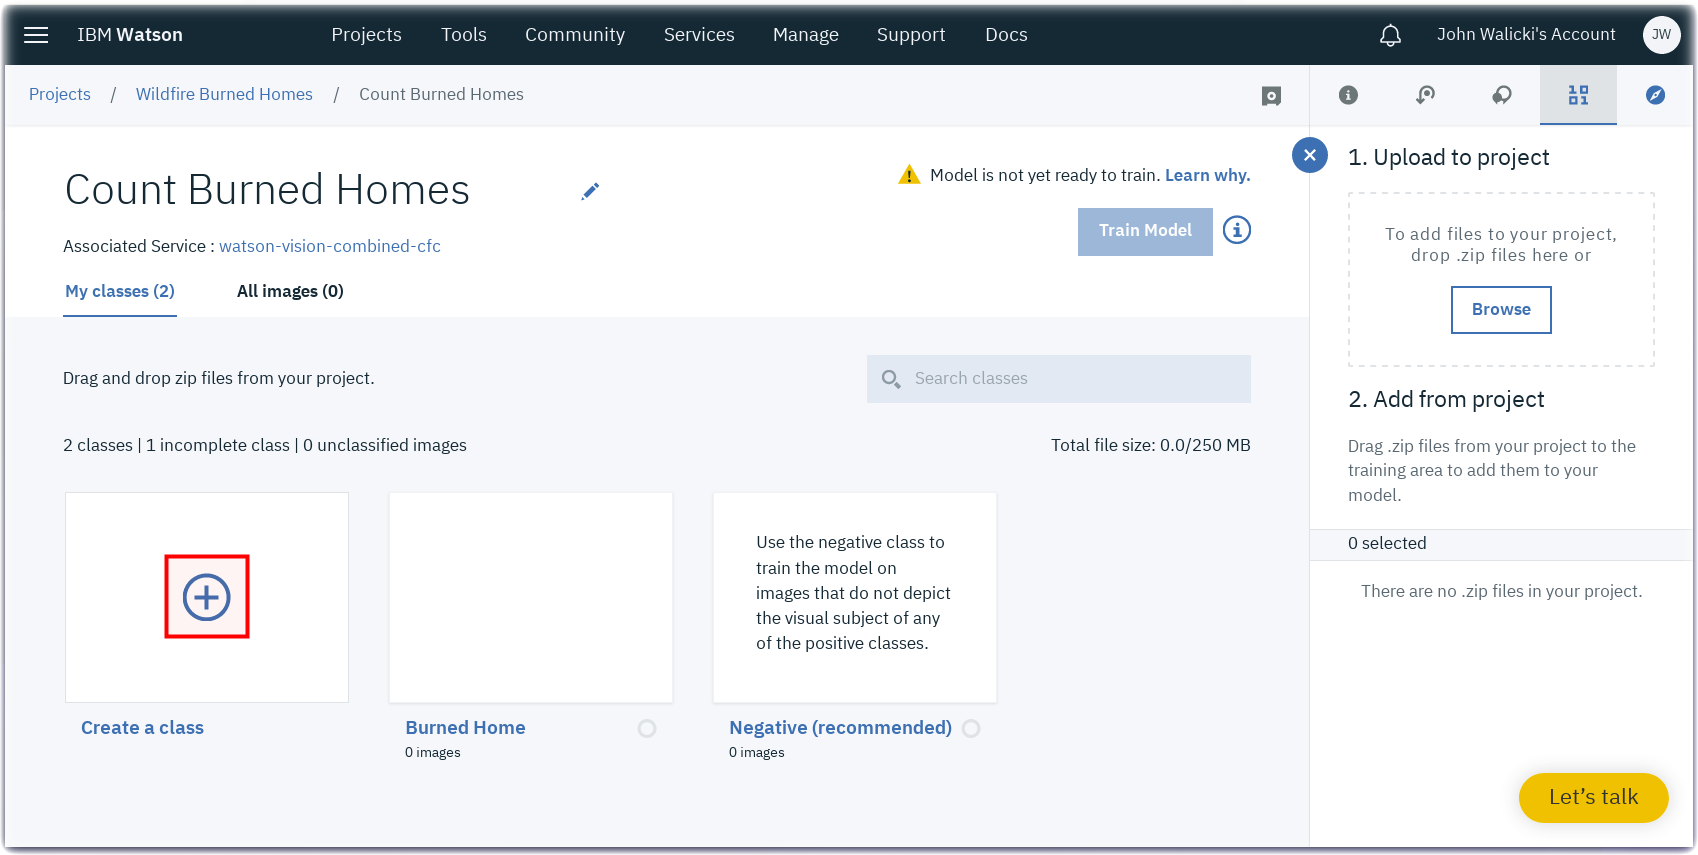 IBM Watson
Projects
Tools
Community
Services
Manage
Support
Docs
John Walicki's Account
JW
Projects / Wildfire Burned Homes / Count Burned Homes
Count Burned Homes
Model is not yet ready to train. Learn why.
Train Model
Associated Service : watson-vision-combined-cfc
My classes (2)
All images (0)
Drag and drop zip files from your project.
Search classes
2 classes | 1 incomplete class | 0 unclassified images
Total file size: 0.0/250 MB
Create a class
Burned Home
0 images
Use the negative class to
train the model on
images that do not depict
the visual subject of any
of the positive classes.
Negative (recommended)
0 images
1. Upload to project
To add files to your project,
drop .zip files here or
Browse
2. Add from project
Drag .zip files from your project to the
training area to add them to your
model.
0 selected
There are no .zip files in your project.
Let's talk